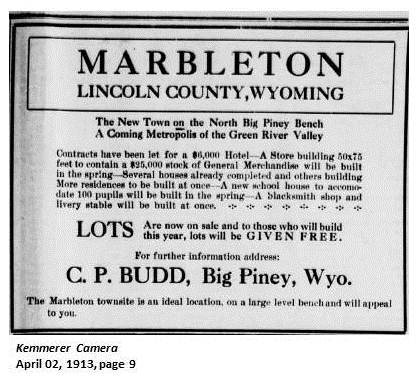 MARBLETON
LINCOLN COUNTY, WYOMING
The New Town on the North Big Piney Bench
A Coming Metropolis of the Green River Valley
Contracts have been let for a $6,000 Hotel—A Store building 50x75
feet to contain a $25,000 stock of General Merchandise will be built
in the spring—Several houses already completed and others building
More residences to be built at once—A new school house to accomo-
date 100 pupils will be built in the spring—A blacksmith shop and
livery stable will be built at once.
LOTS Are now on sale and to those who will build
this year, lots will be GIVEN FREE.
For further information address:
C. P. BUDD, Big Piney, Wyo.
The Marbleton townsite is an ideal location, on a large level bench and will appeal
to you.
Kemmerer Camera
April 02, 1913, page 9